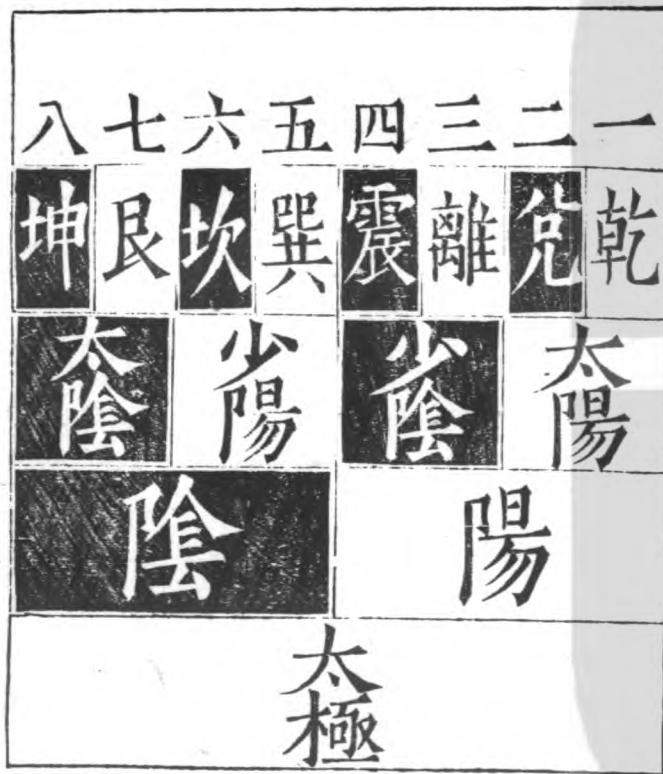 一 二 三 四 五 六 七 八
乾 兌 離 震 巽 坎 艮 坤
太陽 少陰 少陽 太陰
陽 陰
太極